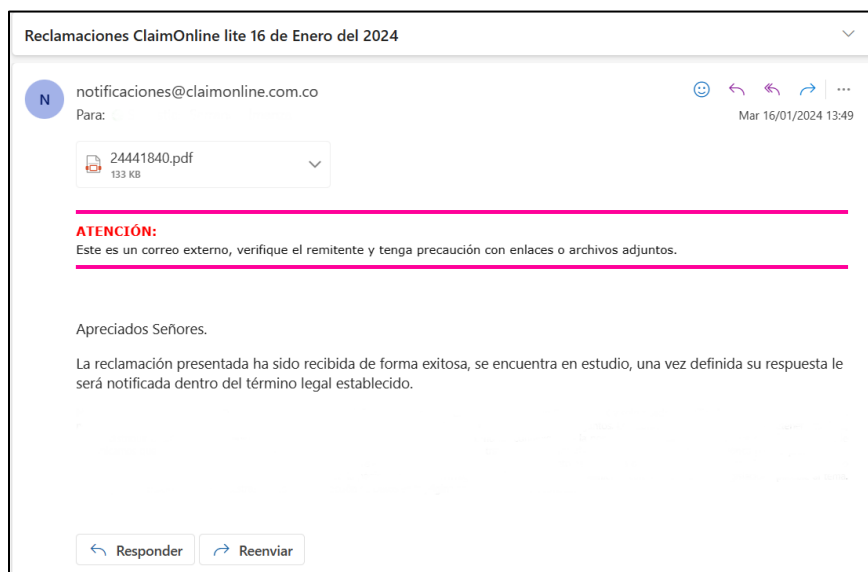 Reclamaciones ClaimOnline lite 16 de Enero del 2024
N
notificaciones@claimonline.com.co
Para:
Mar 16/01/2024 13:49
24441840.pdf
133 KB
ATENCIÓN:
Este es un correo externo, verifique el remitente y tenga precaución con enlaces o archivos adjuntos.
Apreciados Señores.
La reclamación presentada ha sido recibida de forma exitosa, se encuentra en estudio, una vez definida su respuesta le
será notificada dentro del término legal establecido.
Responder
Reenviar